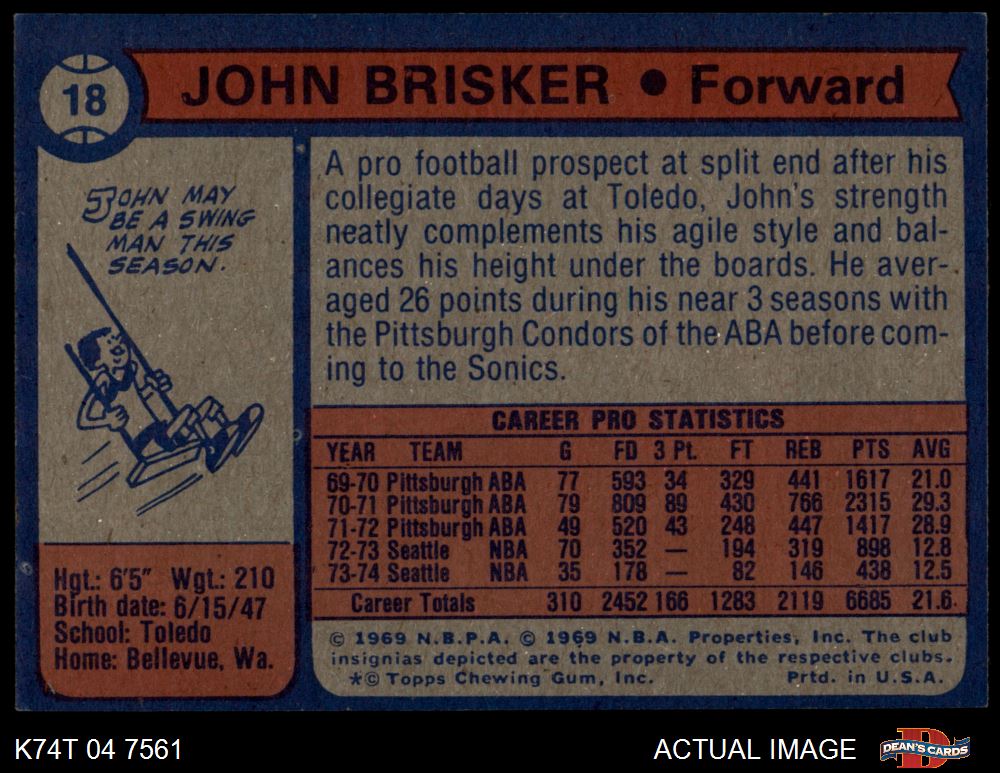 18
JOHN BRISKER • Forward
JOHN MAY
BE A SWING
MAN THIS
SEASON.
A pro football prospect at split end after his
collegiate days at Toledo, John's strength
neatly complements his agile style and bal-
ances his height under the boards. He aver-
aged 26 points during his near 3 seasons with
the Pittsburgh Condors of the ABA before com-
ing to the Sonics.
Hgt.: 6'5" Wgt.: 210
Birth date: 6/15/47
School: Toledo
Home: Bellevue, Wa.
CAREER PRO STATISTICS
YEAR TEAM G FD 3 Pt. FT REB PTS AVG
69-70 Pittsburgh ABA 77 593 34 329 441 1617 21.0
70-71 Pittsburgh ABA 79 809 89 430 766 2315 29.3
71-72 Pittsburgh ABA 49 520 43 248 447 1417 28.9
72-73 Seattle NBA 70 352 — 194 319 898 12.8
73-74 Seattle NBA 35 178 — 82 146 438 12.5
Career Totals 310 2452 166 1283 2119 6685 21.6
© 1969 N.B.P.A. © 1969 N.B.A. Properties, Inc. The club
insignias depicted are the property of the respective clubs.
*© Topps Chewing Gum, Inc. Prtd. in U.S.A.
K74T 04 7561
ACTUAL IMAGE
DEAN'S CARDS